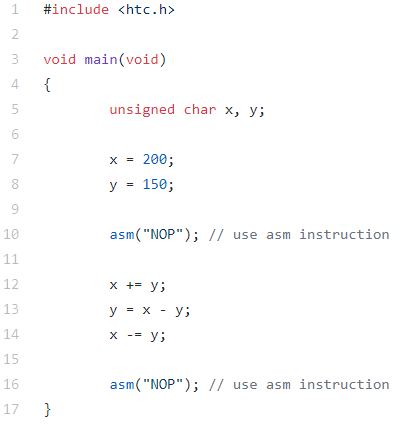 1 #include <htc.h>
2
3 void main(void)
4 {
5         unsigned char x, y;
6
7         x = 200;
8         y = 150;
9
10         asm("NOP"); // use asm instruction
11
12         x += y;
13         y = x - y;
14         x -= y;
15
16         asm("NOP"); // use asm instruction
17 }